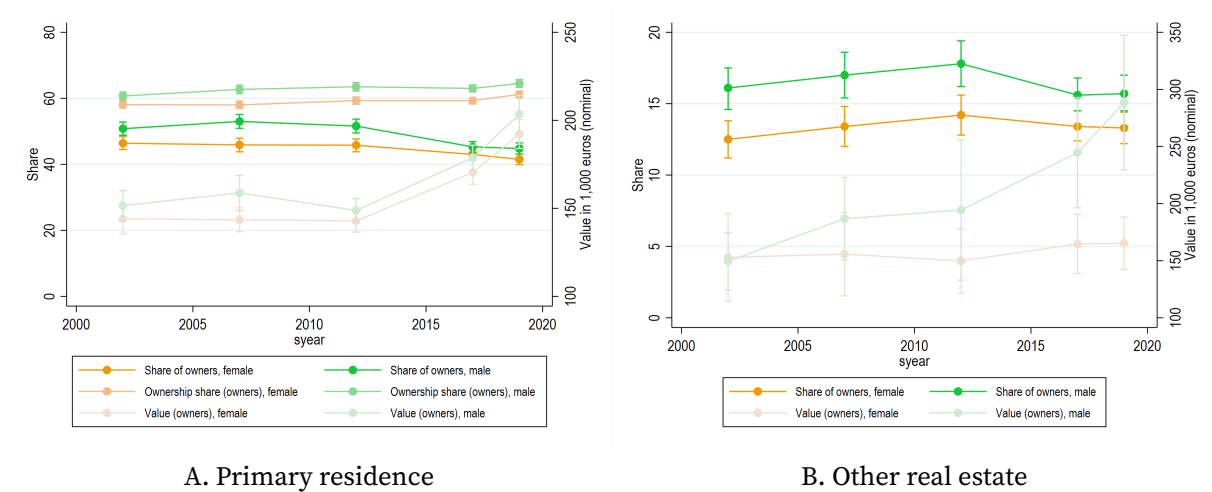 80
60
40
20
0
Share
250
200
150
100
Value in 1,000 euros (nominal)
2000 2005 2010 2015 2020
syear
Share of owners, female Share of owners, male
Ownership share (owners), female Ownership share (owners), male
Value (owners), female Value (owners), male
A. Primary residence
20
15
10
5
0
Share
350
300
250
200
150
100
Value in 1,000 euros (nominal)
2000 2005 2010 2015 2020
syear
Share of owners, female Share of owners, male
Value (owners), female Value (owners), male
B. Other real estate